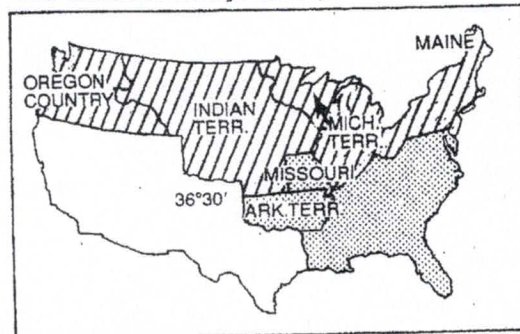 MAINE
OREGON
COUNTRY
INDIAN
TERR.
MICH.
TERR.
MISSOURI
36°30'
ARK. TERR.